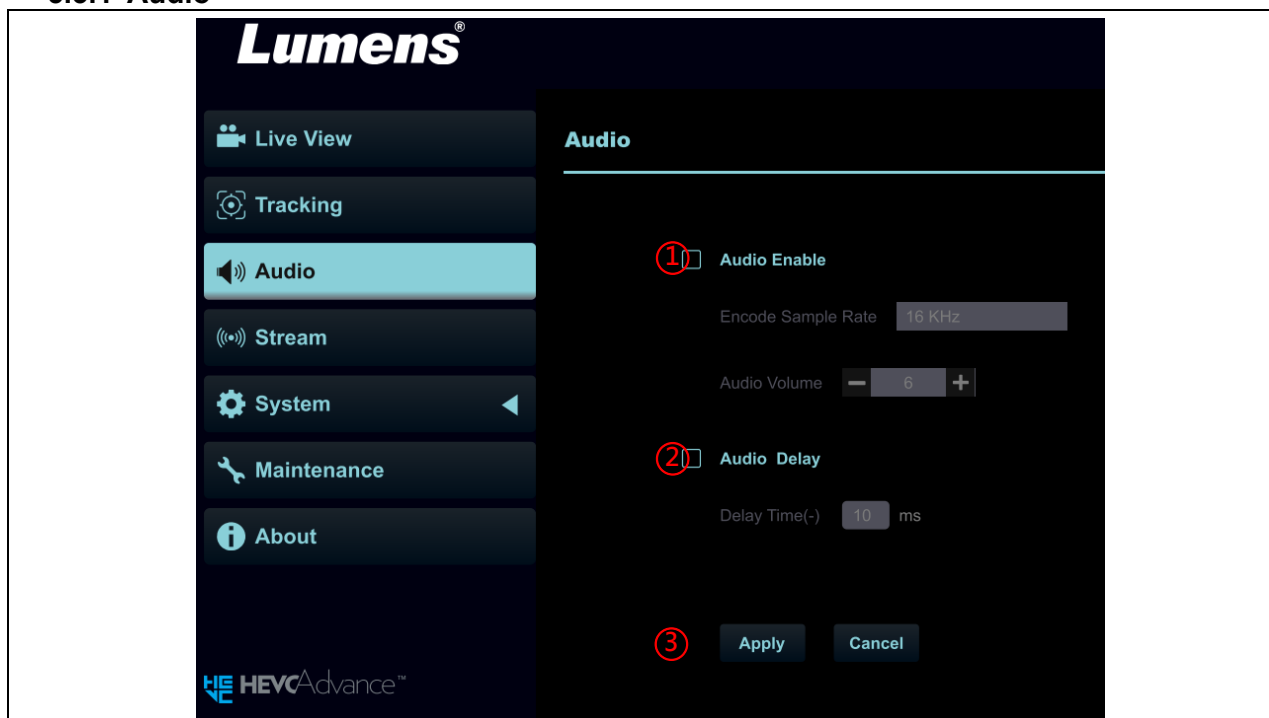 Lumens®
Live View
Tracking
Audio
Stream
System
Maintenance
About
HEVCAdvance™
Audio
① Audio Enable
Encode Sample Rate 16 KHz
Audio Volume − 6 +
② Audio Delay
Delay Time(-) 10 ms
③ Apply Cancel